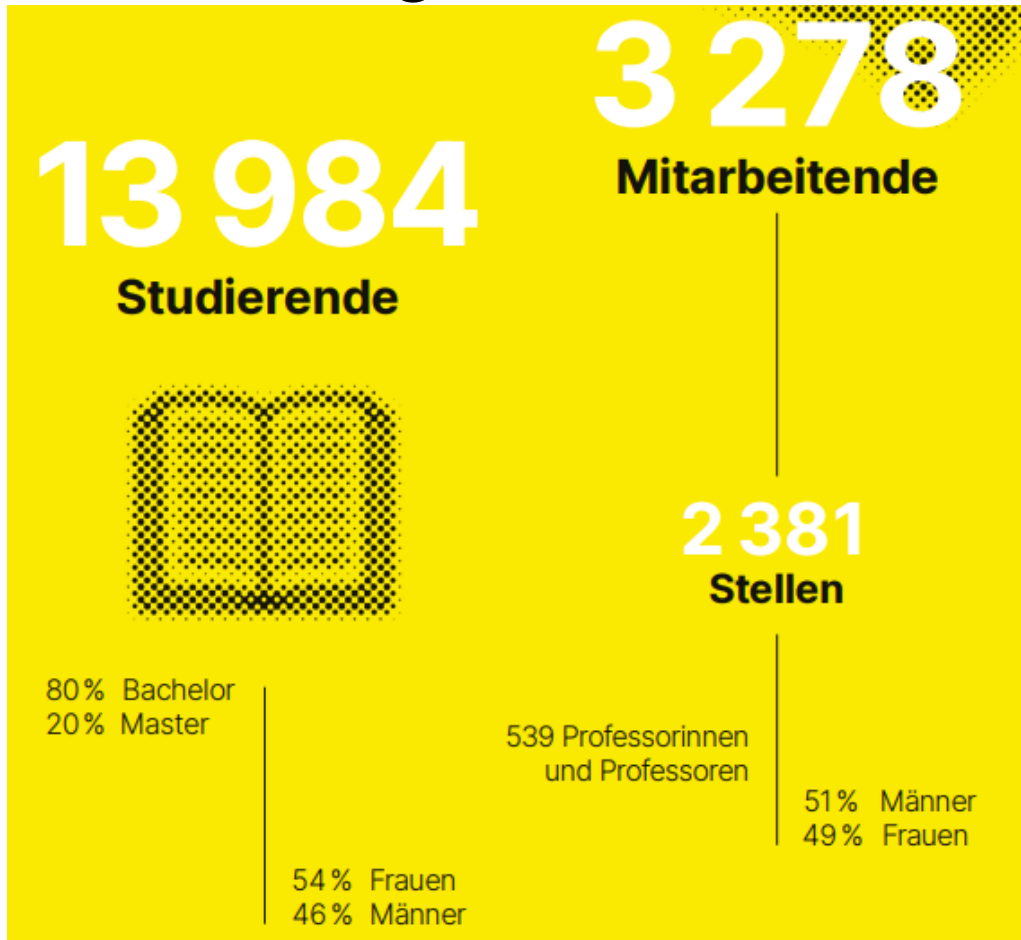 13 984
Studierende
80% Bachelor
20% Master
54% Frauen
46% Männer
3 278
Mitarbeitende
2 381
Stellen
539 Professorinnen
und Professoren
51% Männer
49% Frauen